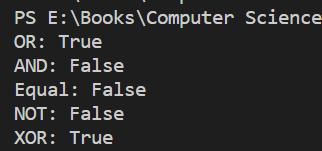 PS E:\Books\Computer Science
OR: True
AND: False
Equal: False
NOT: False
XOR: True